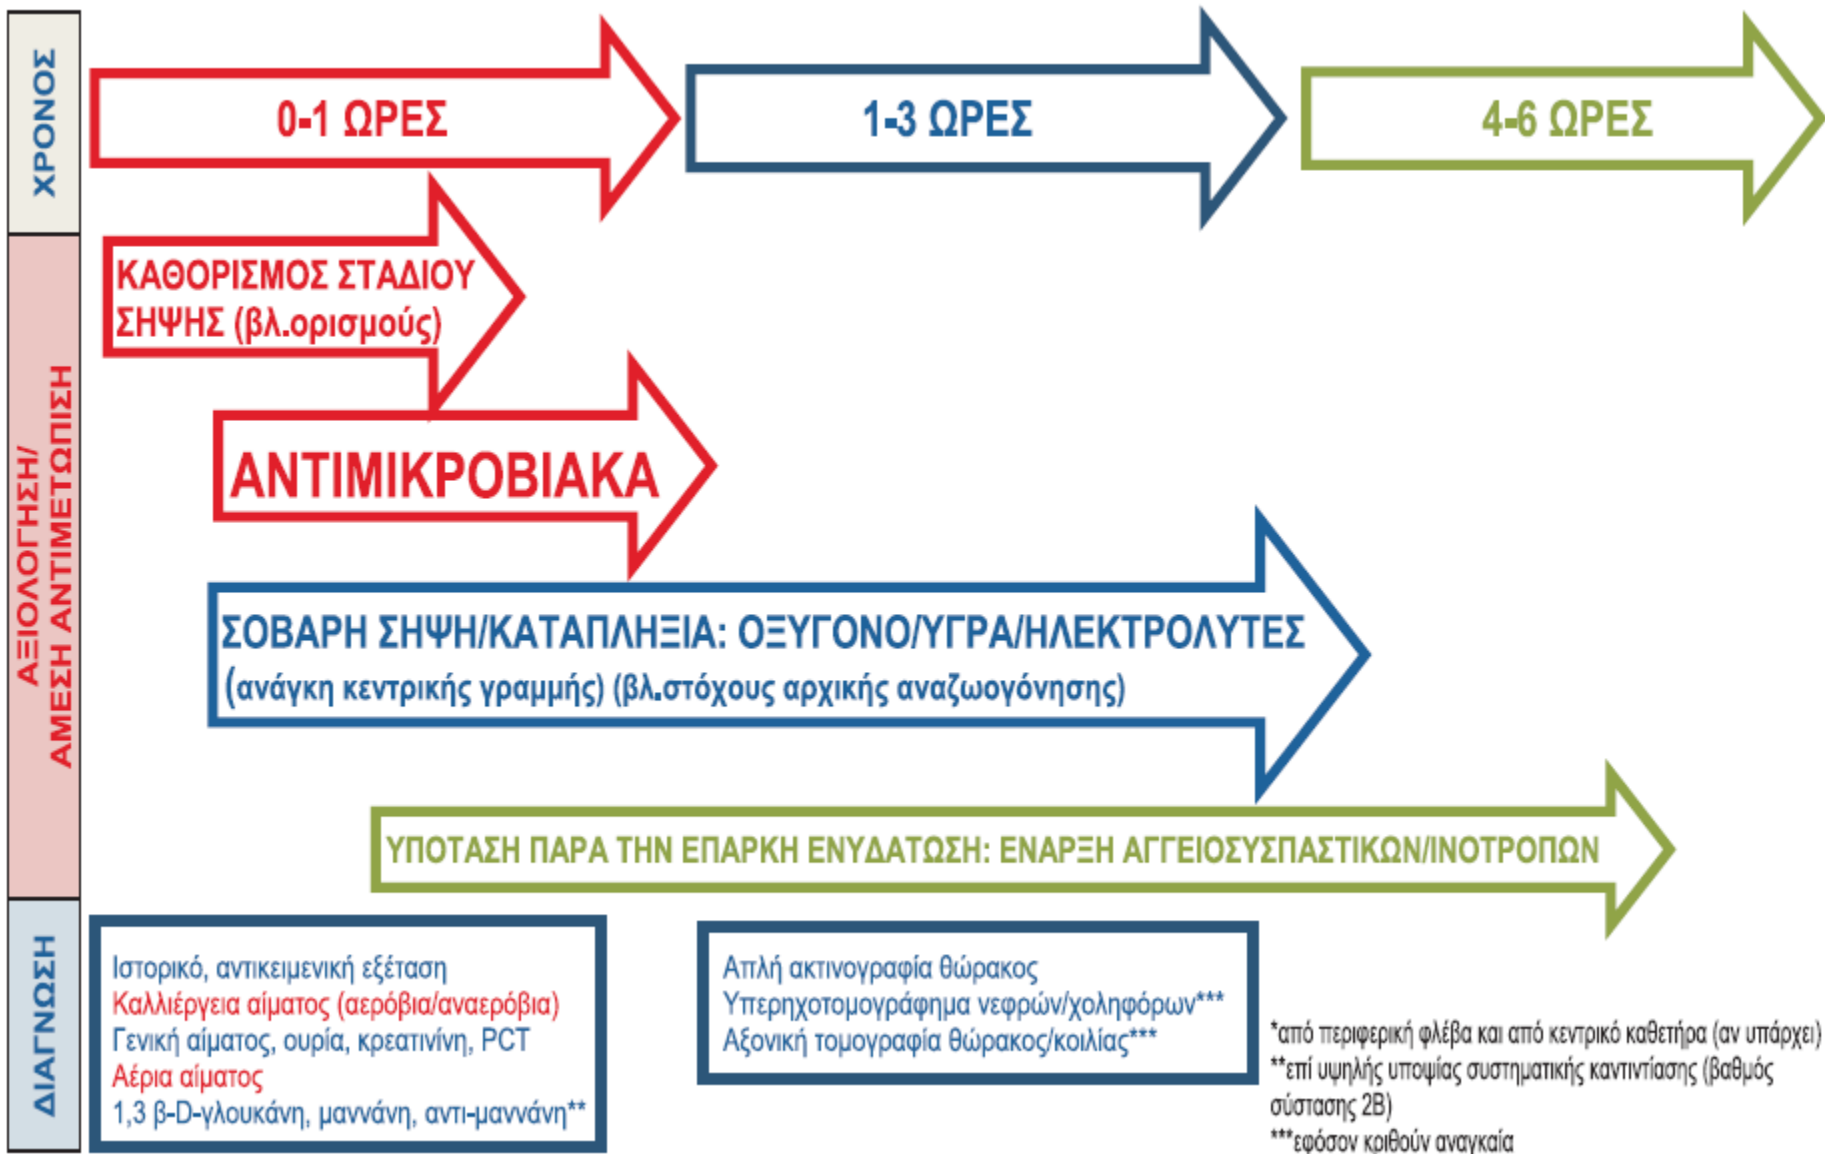 ΧΡΟΝΟΣ
0-1 ΩΡΕΣ
1-3 ΩΡΕΣ
4-6 ΩΡΕΣ
ΑΞΙΟΛΟΓΗΣΗ/
ΑΜΕΣΗ ΑΝΤΙΜΕΤΩΠΙΣΗ
ΚΑΘΟΡΙΣΜΟΣ ΣΤΑΔΙΟΥ
ΣΗΨΗΣ (βλ.ορισμούς)
ΑΝΤΙΜΙΚΡΟΒΙΑΚΑ
ΣΟΒΑΡΗ ΣΗΨΗ/ΚΑΤΑΠΛΗΞΙΑ: ΟΞΥΓΟΝΟ/ΥΓΡΑ/ΗΛΕΚΤΡΟΛΥΤΕΣ
(ανάγκη κεντρικής γραμμής) (βλ.στόχους αρχικής αναζωογόνησης)
ΥΠΟΤΑΣΗ ΠΑΡΑ ΤΗΝ ΕΠΑΡΚΗ ΕΝΥΔΑΤΩΣΗ: ΕΝΑΡΞΗ ΑΓΓΕΙΟΣΥΣΠΑΣΤΙΚΩΝ/ΙΝΟΤΡΟΠΩΝ
ΔΙΑΓΝΩΣΗ
Ιστορικό, αντικειμενική εξέταση
Καλλιέργεια αίματος (αερόβια/αναερόβια)
Γενική αίματος, ουρία, κρεατινίνη, PCT
Αέρια αίματος
1,3 β-D-γλουκάνη, μαννάνη, αντι-μαννάνη**
Απλή ακτινογραφία θώρακος
Υπερηχοτομογράφημα νεφρών/χοληφόρων***
Αξονική τομογραφία θώρακος/κοιλίας***
*από περιφερική φλέβα και από κεντρικό καθετήρα (αν υπάρχει)
**επί υψηλής υποψίας συστηματικής καντιντίασης (βαθμός
σύστασης 2Β)
***εφόσον κριθούν αναγκαία